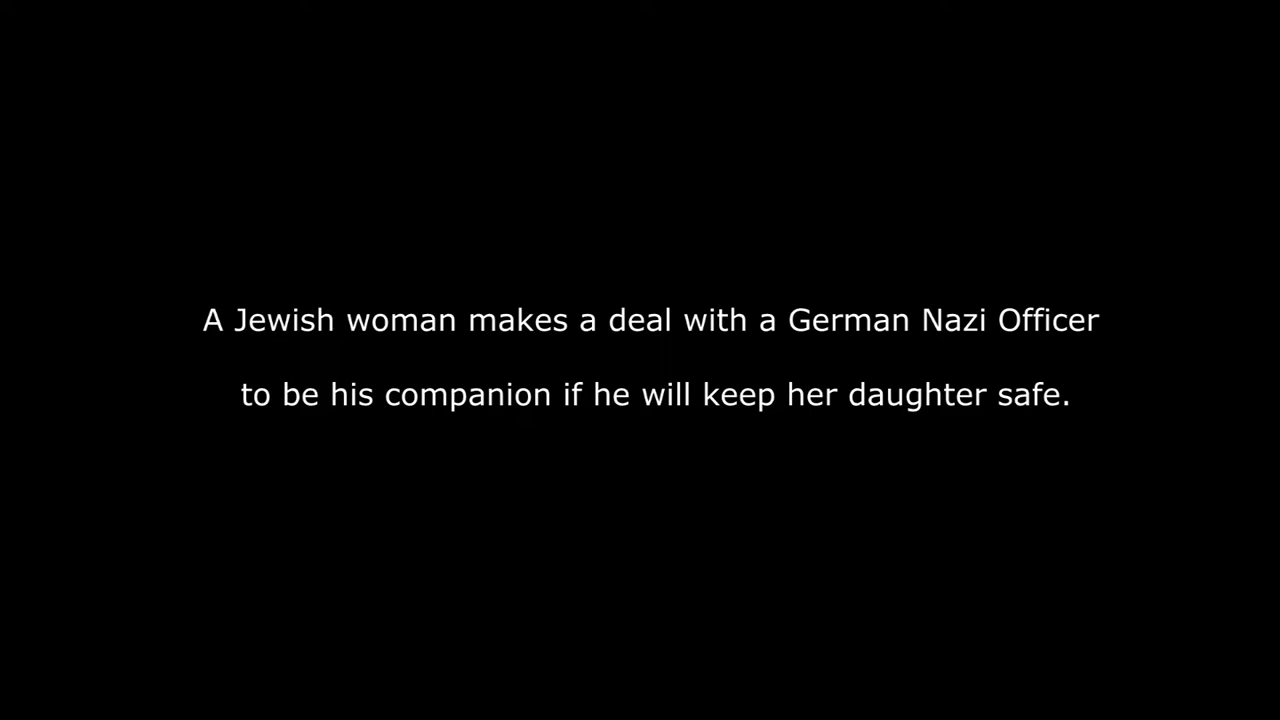 A Jewish woman makes a deal with a German Nazi Officer
to be his companion if he will keep her daughter safe.